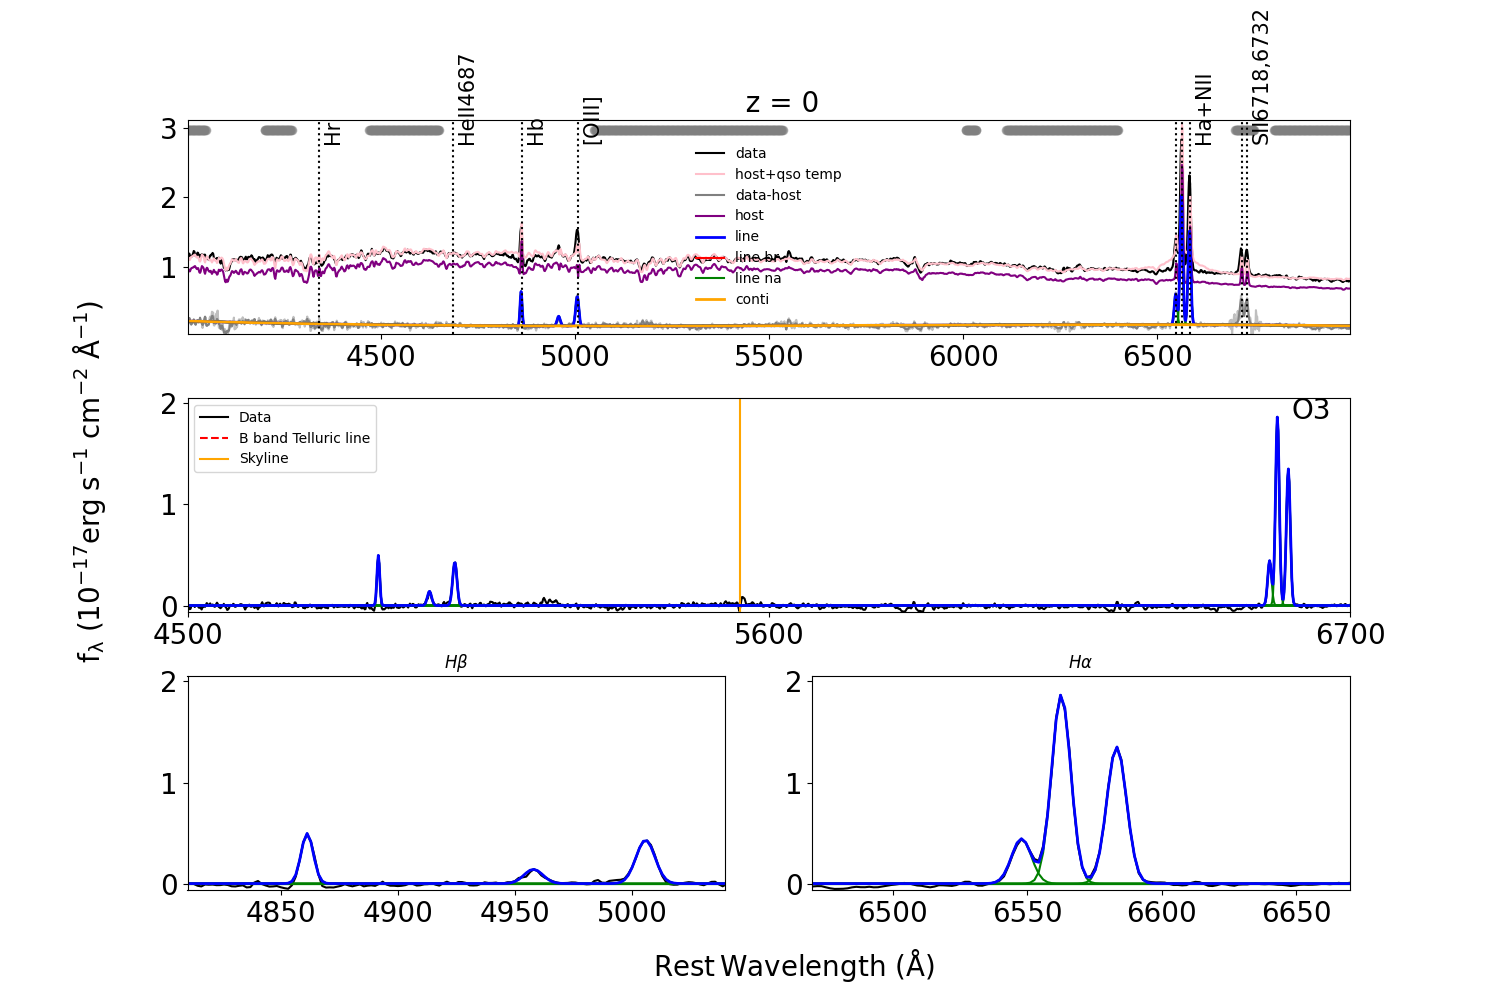 z = 0
Hr
HeII4687
Hb
[OIII]
Ha+NII
SII6718,6732
3
2
1
data
host+qso temp
data-host
host
line
line br
line na
conti
4500 5000 5500 6000 6500
2
1
0
Data
B band Telluric line
Skyline
O3
4500 5600 6700
fλ (10⁻¹⁷erg s⁻¹ cm⁻² Å⁻¹)
Hβ
2
1
0
4850 4900 4950 5000
Hα
2
1
0
6500 6550 6600 6650
Rest Wavelength (Å)